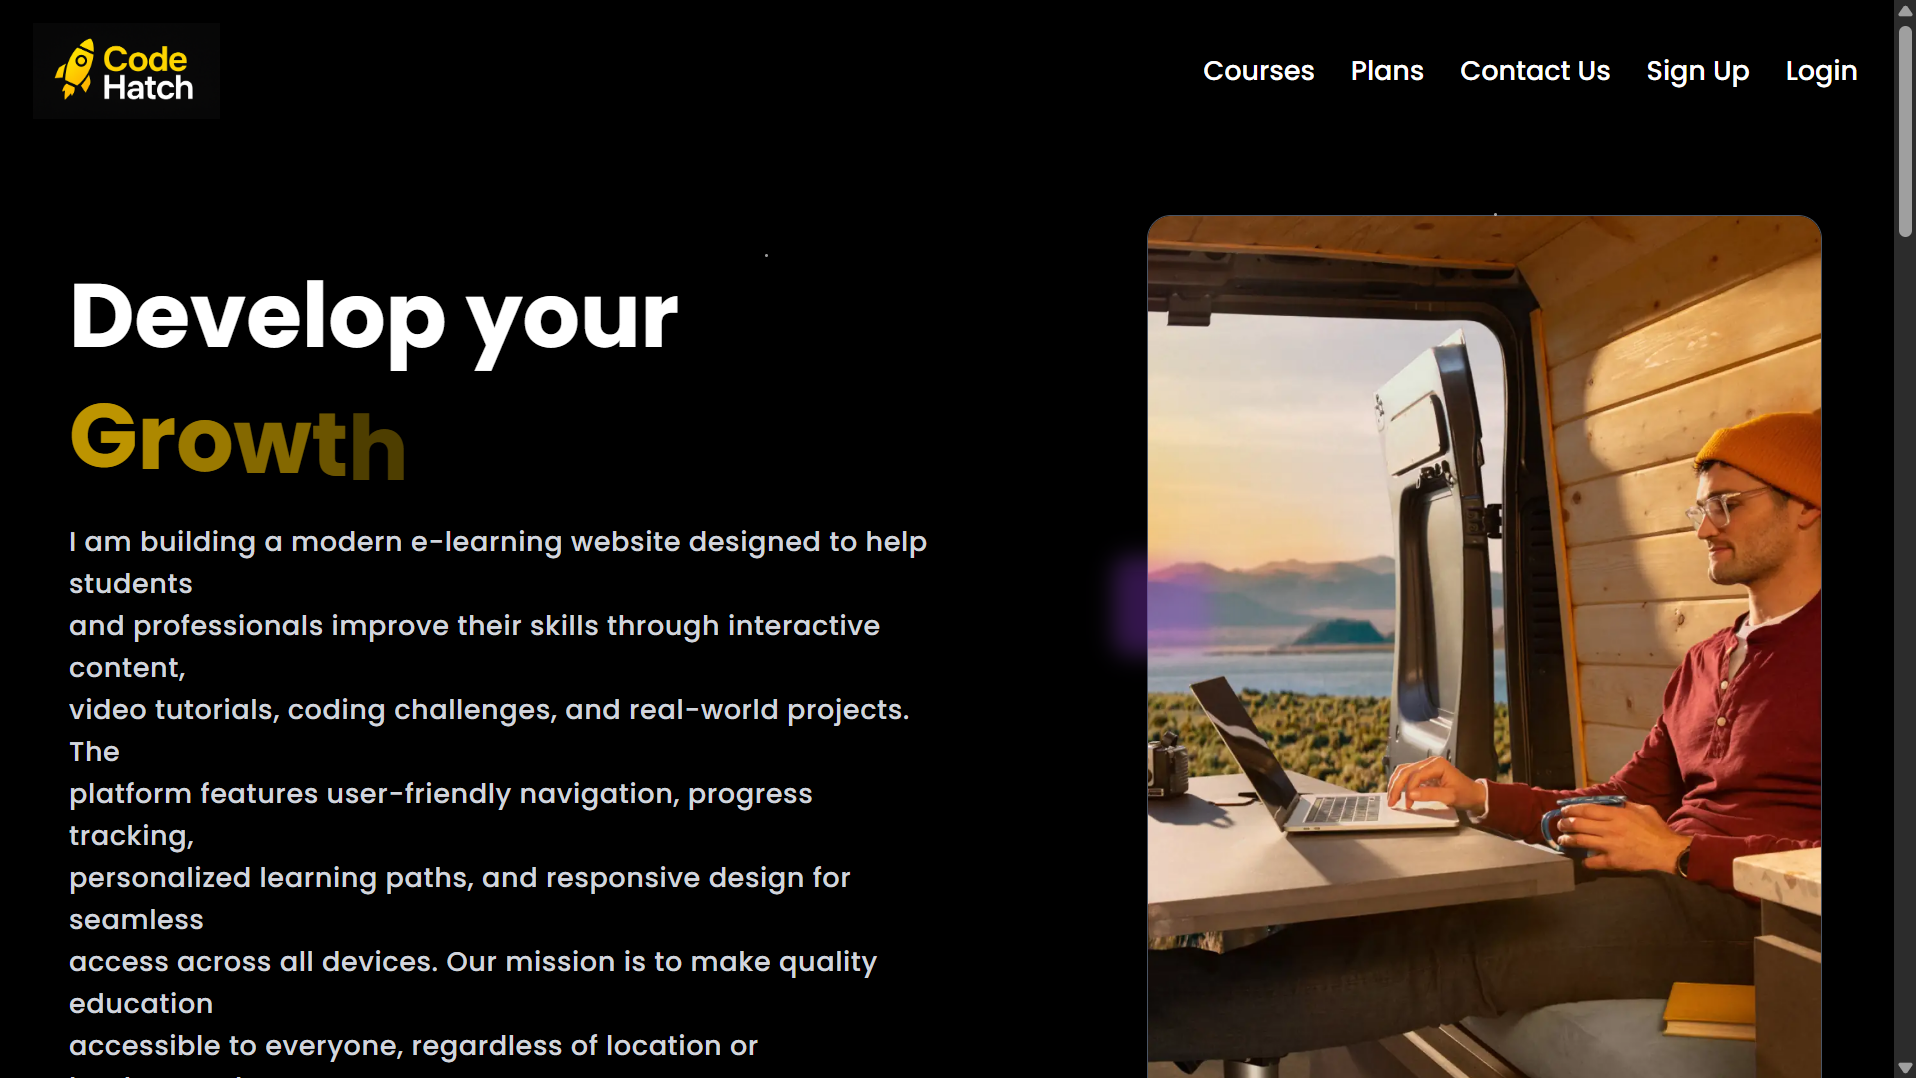 Code
Hatch
Courses Plans Contact Us Sign Up Login
Develop your
Growth
I am building a modern e-learning website designed to help
students
and professionals improve their skills through interactive
content,
video tutorials, coding challenges, and real-world projects.
The
platform features user-friendly navigation, progress
tracking,
personalized learning paths, and responsive design for
seamless
access across all devices. Our mission is to make quality
education
accessible to everyone, regardless of location or